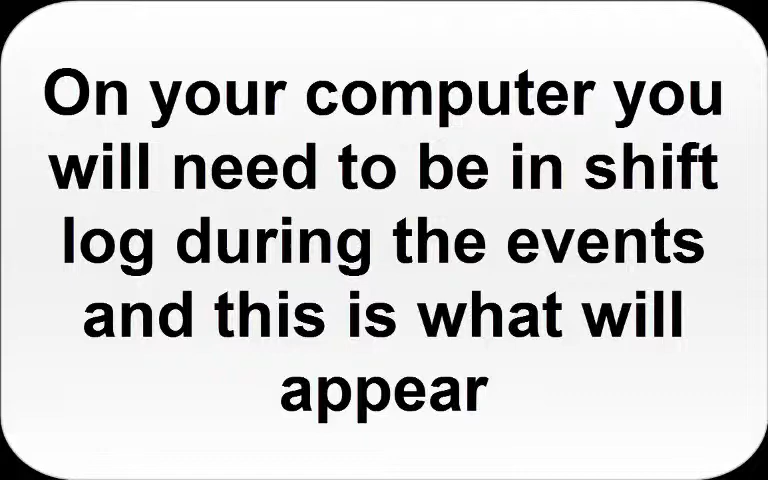 On your computer you
will need to be in shift
log during the events
and this is what will
appear